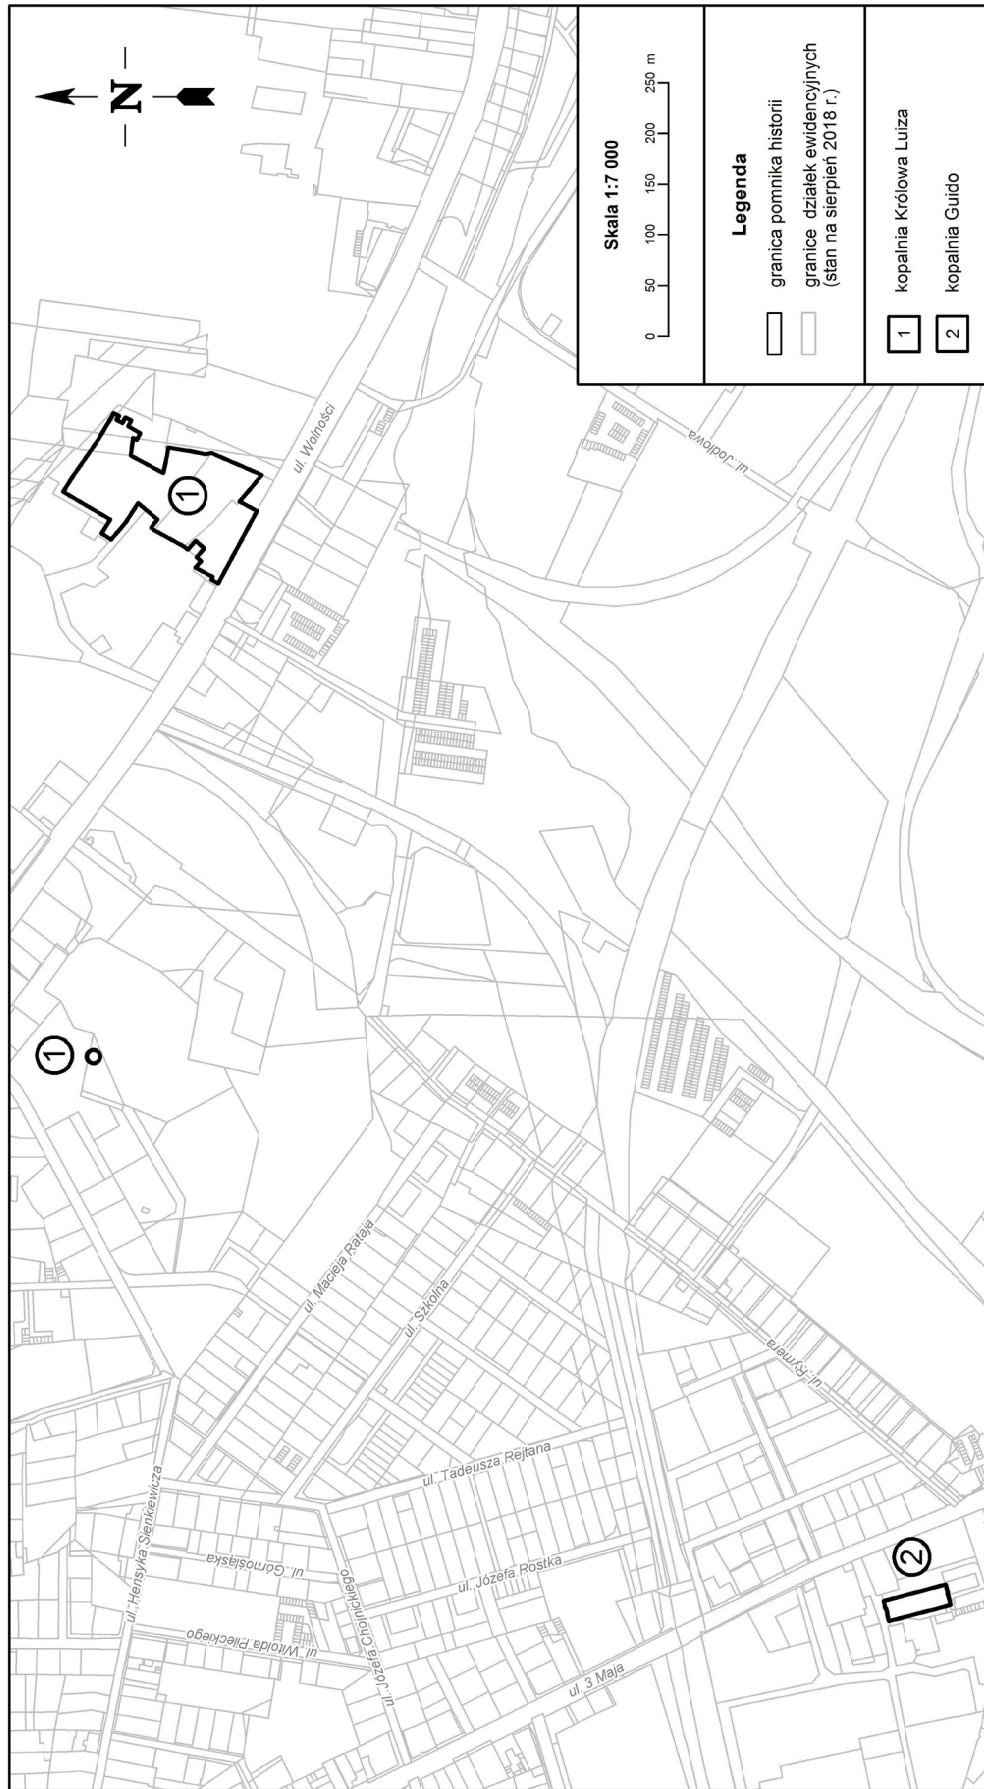 N
1
ul. Wolności
1
ul. Jodłowa
ul. Macieja Rataja
ul. Szkolna
ul. Rymera
ul. Hensyka Sienkiewicza
ul. Górnośląska
ul. Witolda Pileckiego
ul. Józefa Chojnickiego
ul. Tadeusza Rejtana
ul. Józefa Rostka
ul. 3 Maja
2
Skala 1:7 000
0 50 100 150 200 250 m
Legenda
granica pomnika historii
granice działek ewidencyjnych
(stan na sierpień 2018 r.)
1 kopalnia Królowa Luiza
2 kopalnia Guido